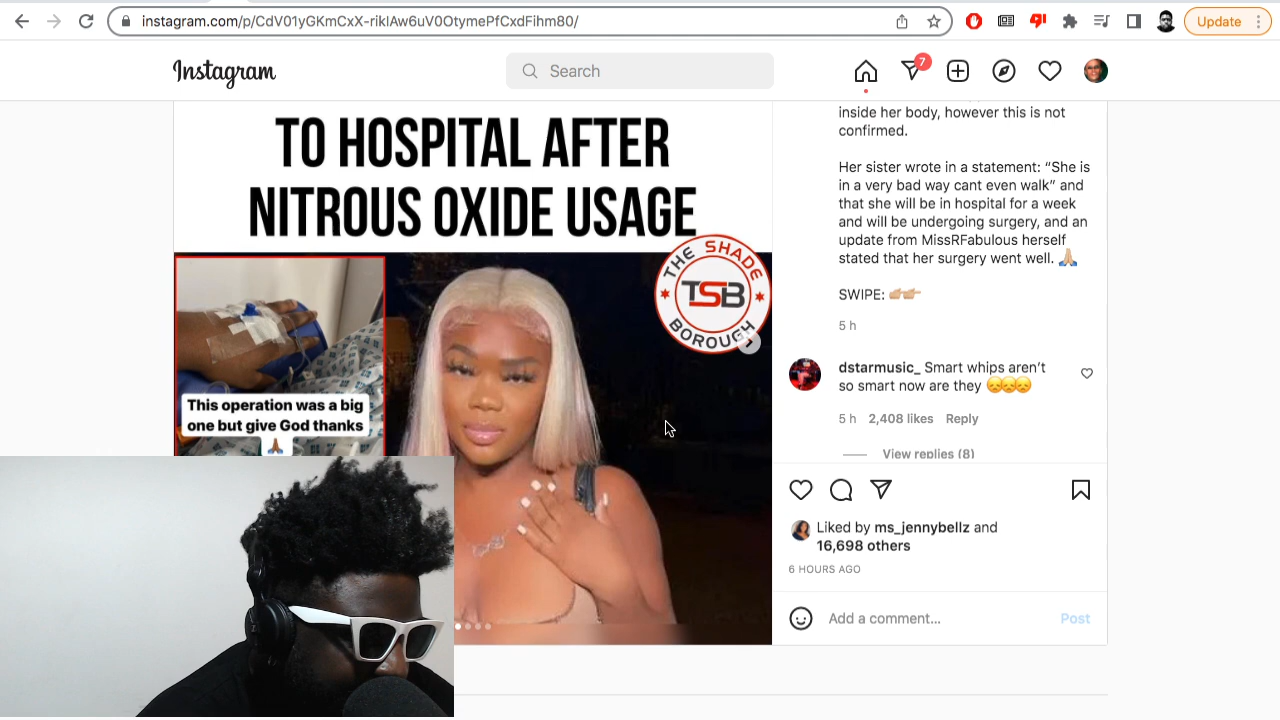 instagram.com/p/CdV01yGKmCxX-rikIAw6uV0OtymePfCxdFihm80/
Update
Instagram
Search
7
TO HOSPITAL AFTER
NITROUS OXIDE USAGE
THE SHADE
TSB
BOROUGH
This operation was a big
one but give God thanks
inside her body, however this is not
confirmed.
Her sister wrote in a statement: “She is
in a very bad way cant even walk” and
that she will be in hospital for a week
and will be undergoing surgery, and an
update from MissRFabulous herself
stated that her surgery went well. 🙏🏼
SWIPE: 👉🏼👉🏼
5 h
dstarmusic_ Smart whips aren’t
so smart now are they 😞😞😞
5 h 2,408 likes Reply
View replies (8)
Liked by ms_jennybellz and
16,698 others
6 HOURS AGO
Add a comment...
Post